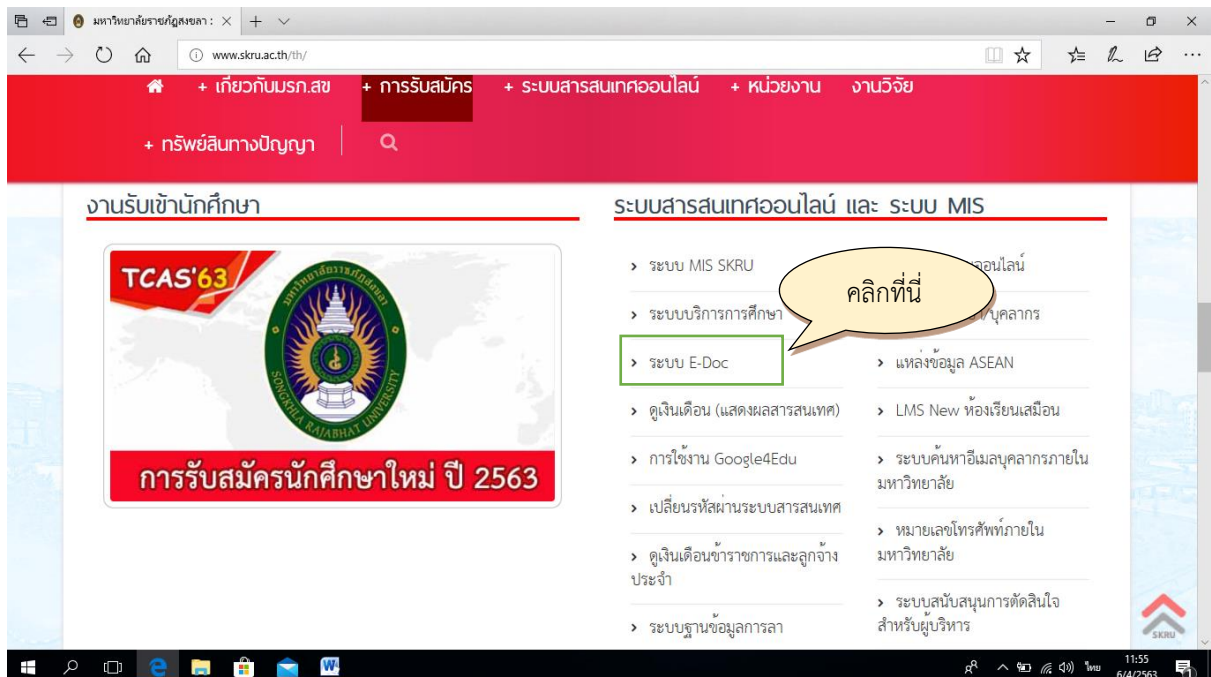 มหาวิทยาลัยราชภัฏสงขลา :
www.skru.ac.th/th/
+ เกี่ยวกับมรภ.สข + การรับสมัคร + ระบบสารสนเทศออนไลน์ + หน่วยงาน งานวิจัย
+ ทรัพย์สินทางปัญญา
งานรับเข้านักศึกษา
TCAS'63
มหาวิทยาลัยราชภัฏสงขลา
SONGKHLA RAJABHAT UNIVERSITY
การรับสมัครนักศึกษาใหม่ ปี 2563
ระบบสารสนเทศออนไลน์ และ ระบบ MIS
คลิกที่นี่
ระบบ MIS SKRU
ระบบบริการการศึกษา
ระบบ E-Doc
ดูเงินเดือน (แสดงผลสารสนเทศ)
การใช้งาน Google4Edu
เปลี่ยนรหัสผ่านระบบสารสนเทศ
ดูเงินเดือนข้าราชการและลูกจ้าง
ประจำ
ระบบฐานข้อมูลการลา
ออนไลน์
/บุคลากร
แหล่งข้อมูล ASEAN
LMS New ห้องเรียนเสมือน
ระบบค้นหาอีเมลบุคลากรภายใน
มหาวิทยาลัย
หมายเลขโทรศัพท์ภายใน
มหาวิทยาลัย
ระบบสนับสนุนการตัดสินใจ
สำหรับผู้บริหาร
SKRU
ไทย
11:55
6/4/2563